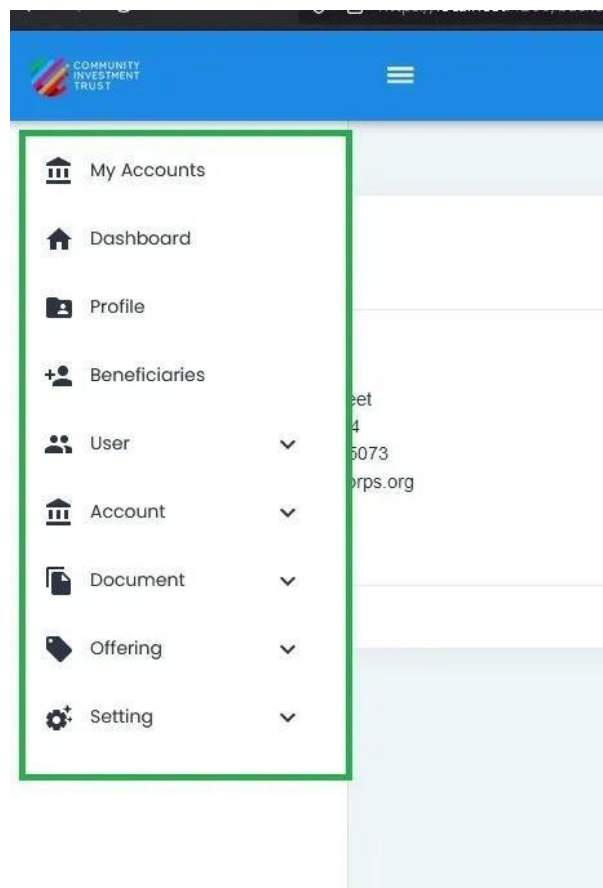 COMMUNITY
INVESTMENT
TRUST
My Accounts
Dashboard
Profile
Beneficiaries
User
Account
Document
Offering
Setting
eet
4
5073
orps.org